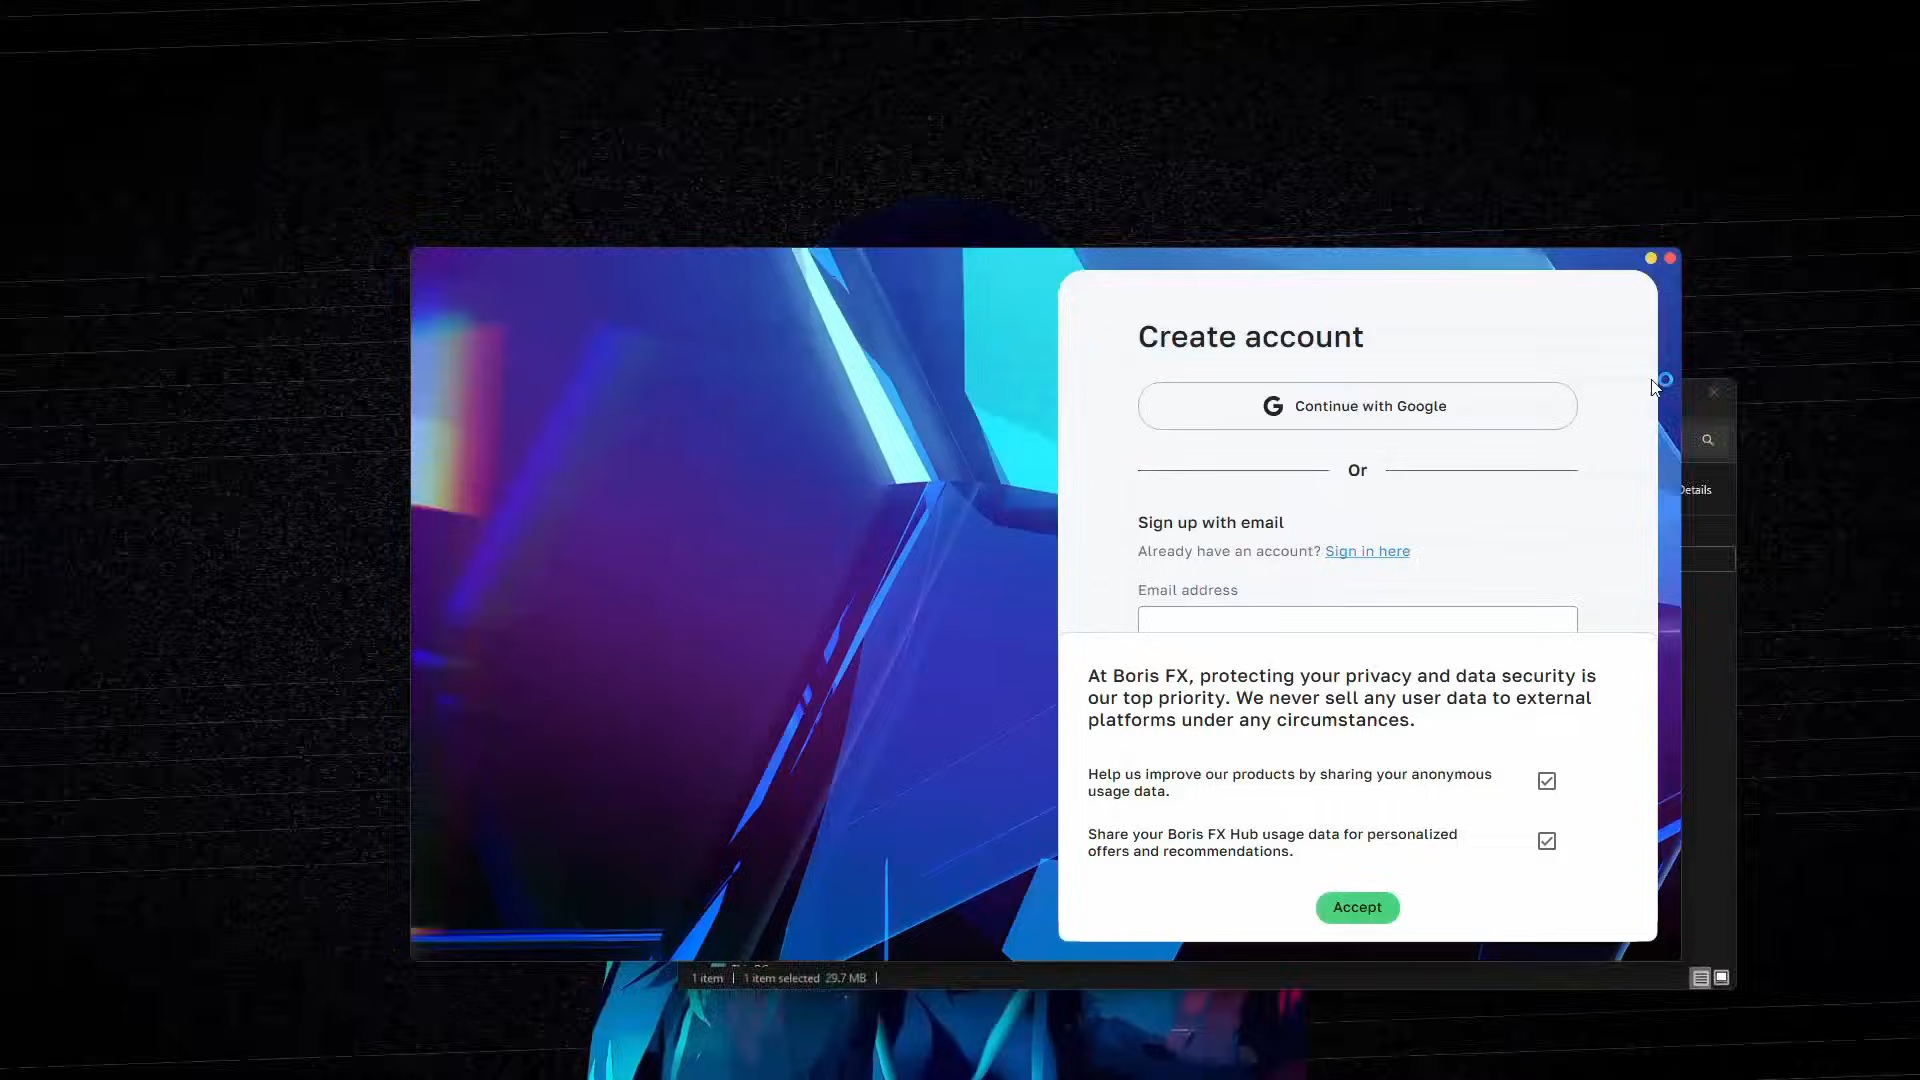 Create account
Continue with Google
Or
Sign up with email
Already have an account? Sign in here
Email address
At Boris FX, protecting your privacy and data security is
our top priority. We never sell any user data to external
platforms under any circumstances.
Help us improve our products by sharing your anonymous
usage data.
Share your Boris FX Hub usage data for personalized
offers and recommendations.
Accept
Details
1 item | 1 item selected 29.7 MB |